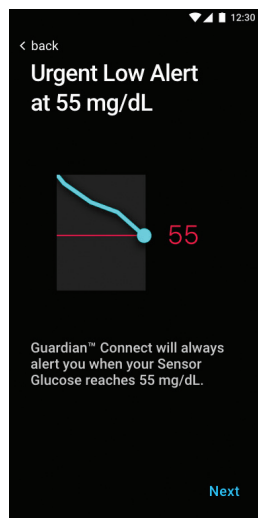 12:30
back
Urgent Low Alert
at 55 mg/dL
55
Guardian™ Connect will always
alert you when your Sensor
Glucose reaches 55 mg/dL.
Next